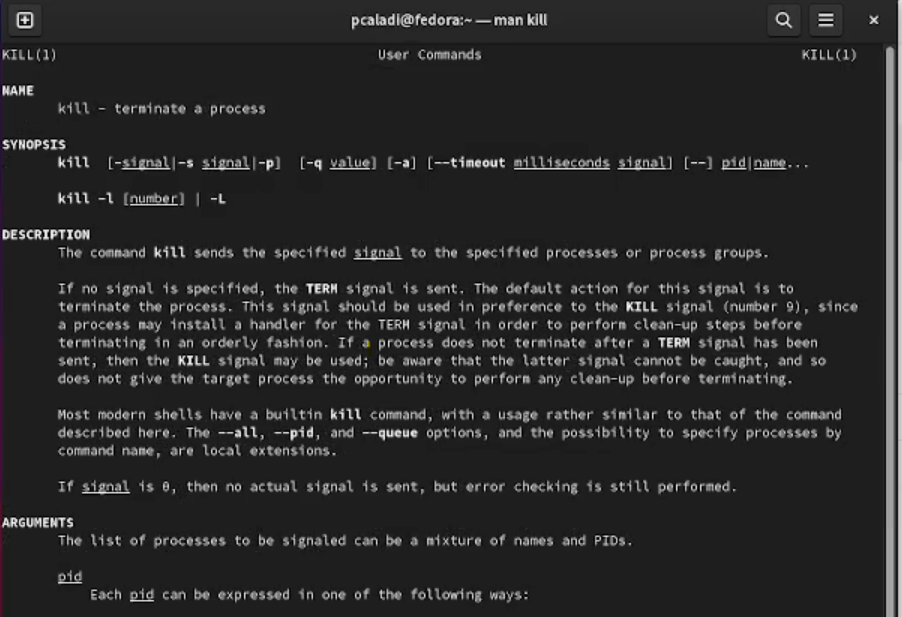 pcaladi@fedora:~ — man kill
KILL(1) User Commands KILL(1)
NAME
kill - terminate a process
SYNOPSIS
kill [-signal|-s signal|-p] [-q value] [-a] [--timeout milliseconds signal] [--] pid|name...
kill -l [number] | -L
DESCRIPTION
The command kill sends the specified signal to the specified processes or process groups.
If no signal is specified, the TERM signal is sent. The default action for this signal is to
terminate the process. This signal should be used in preference to the KILL signal (number 9), since
a process may install a handler for the TERM signal in order to perform clean-up steps before
terminating in an orderly fashion. If a process does not terminate after a TERM signal has been
sent, then the KILL signal may be used; be aware that the latter signal cannot be caught, and so
does not give the target process the opportunity to perform any clean-up before terminating.
Most modern shells have a builtin kill command, with a usage rather similar to that of the command
described here. The --all, --pid, and --queue options, and the possibility to specify processes by
command name, are local extensions.
If signal is 0, then no actual signal is sent, but error checking is still performed.
ARGUMENTS
The list of processes to be signaled can be a mixture of names and PIDs.
pid
Each pid can be expressed in one of the following ways: